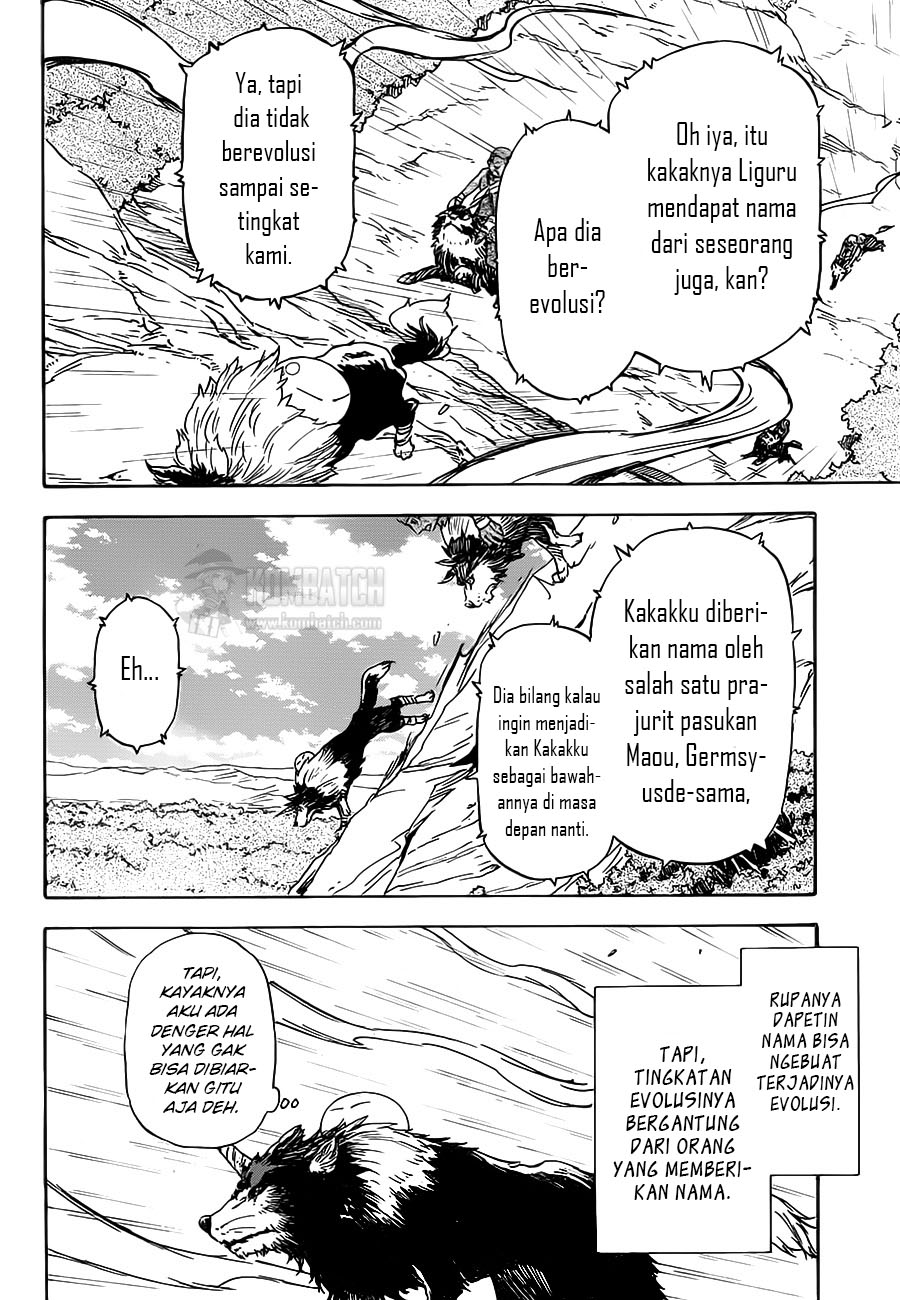 Oh iya, itu
kakaknya Liguru
mendapat nama
dari seseorang
juga, kan?
Apa dia
ber-
evolusi?
Ya, tapi
dia tidak
berevolusi
sampai se-
tingkat
kami.
Kakakku diberi-
kan nama oleh
salah satu pra-
jurit pasukan
Maou, Germsy-
usde-sama,
Dia bilang kalau
ingin menjadi-
kan Kakakku
sebagai bawah-
annya di masa
depan nanti.
Eh...
KOMBATCH
www.kombatch.com
RUPANYA
DAPETIN
NAMA BISA
NGEBUAT
TERJADINYA
EVOLUSI.
TAPI,
TINGKATAN
EVOLUSINYA
BERGANTUNG
DARI ORANG
YANG MEMBERI-
KAN NAMA.
TAPI,
KAYAKNYA
AKU ADA
DENGER HAL
YANG GAK
BISA DIBIAR-
KAN GITU
AJA DEH.